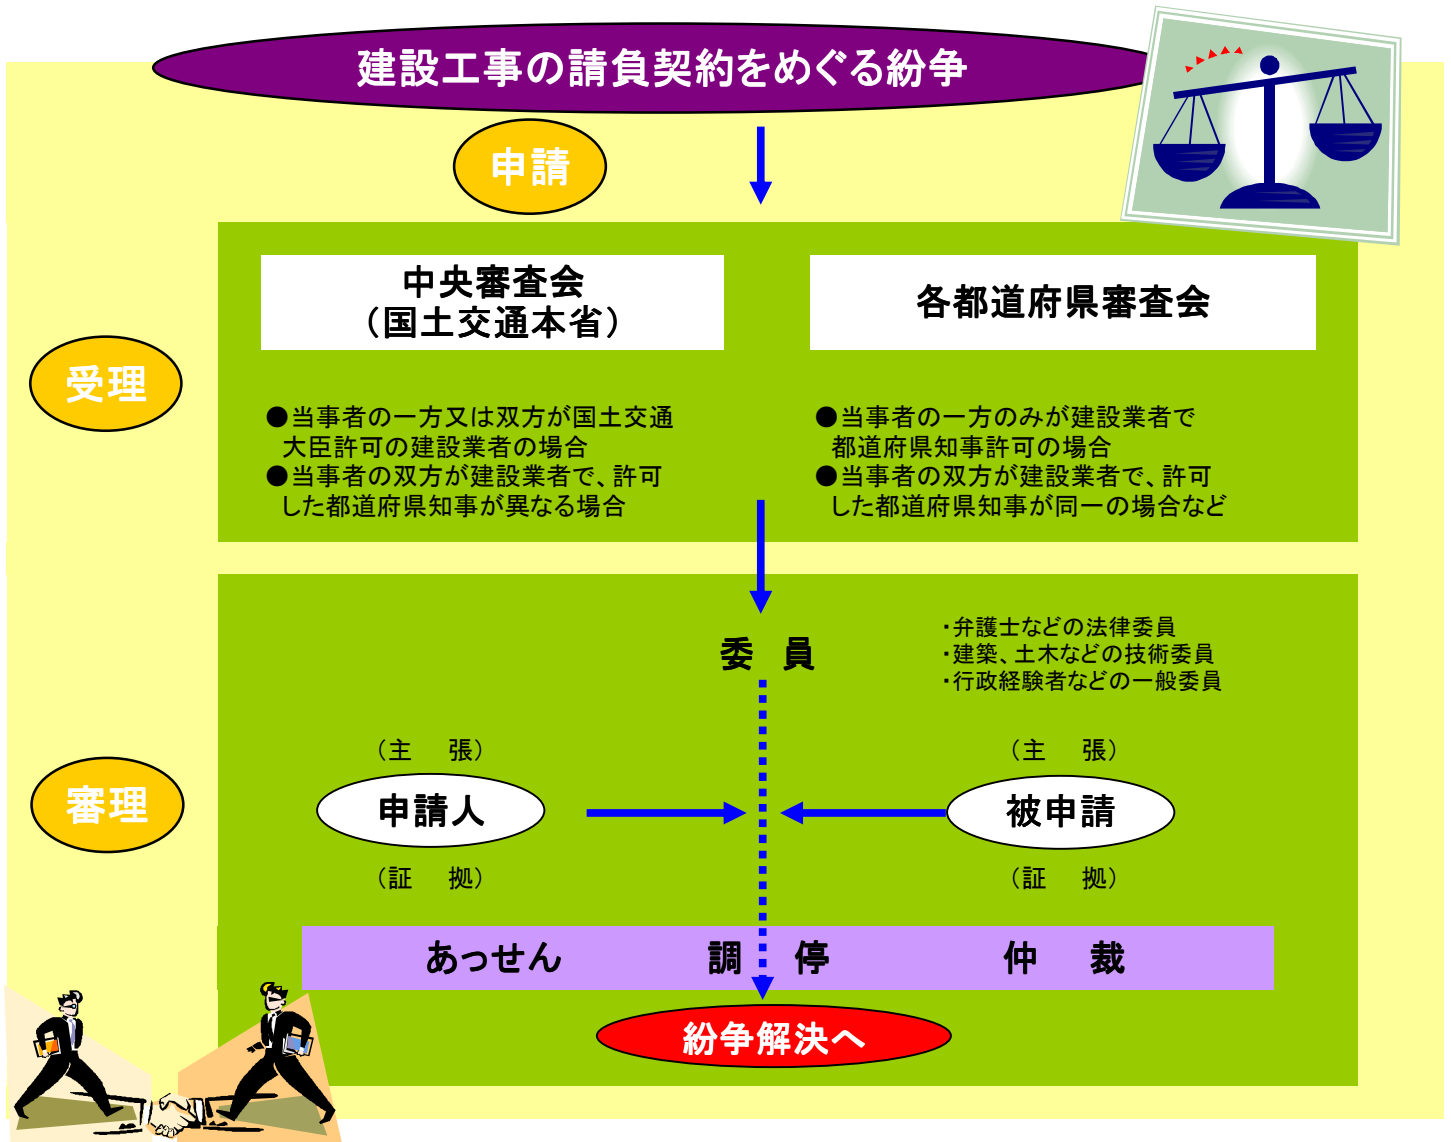 建設工事の請負契約をめぐる紛争
申請
中央審査会
（国土交通本省）
各都道府県審査会
受理
●当事者の一方又は双方が国土交通
大臣許可の建設業者の場合
●当事者の双方が建設業者で、許可
した都道府県知事が異なる場合
●当事者の一方のみが建設業者で
都道府県知事許可の場合
●当事者の双方が建設業者で、許可
した都道府県知事が同一の場合など
委　員
・弁護士などの法律委員
・建築、土木などの技術委員
・行政経験者などの一般委員
審理
（主　張）
申請人
（証　拠）
（主　張）
被申請
（証　拠）
あっせん　調　停　仲　裁
紛争解決へ